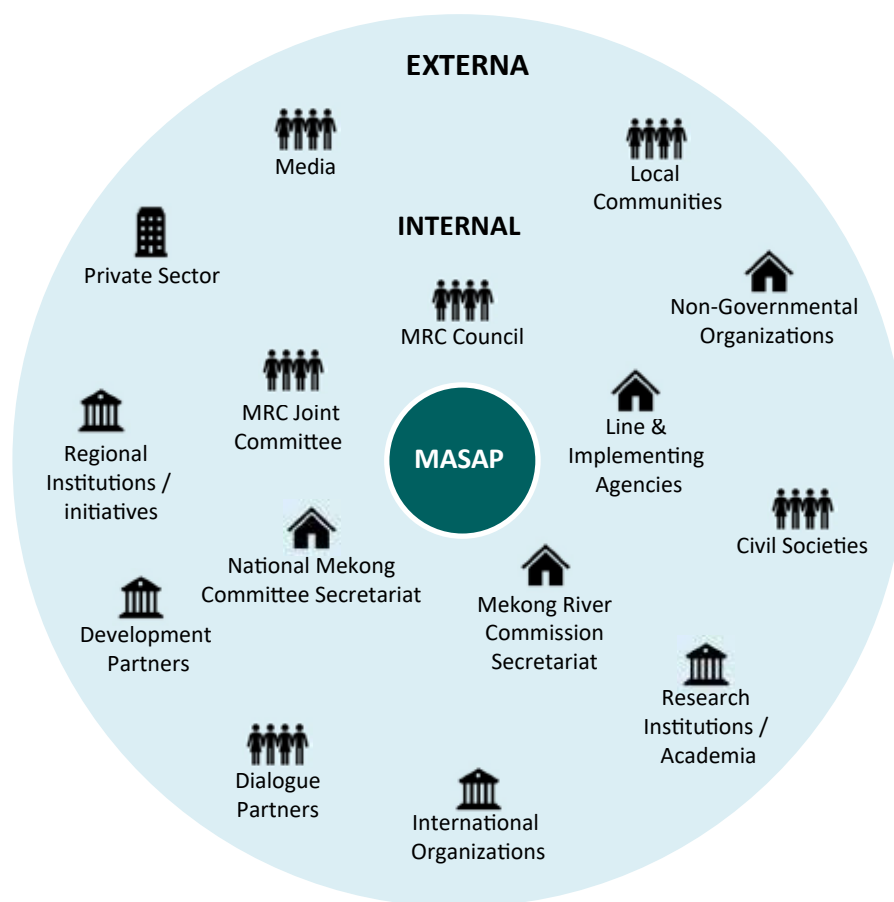 EXTERNA
Media
Local
Communities
Private Sector
INTERNAL
Non-Governmental
Organizations
MRC Council
MRC Joint
Committee
MASAP
Line &
Implementing
Agencies
Regional
Institutions /
initiatives
Civil Societies
National Mekong
Committee Secretariat
Mekong River
Commission
Secretariat
Development
Partners
Research
Institutions /
Academia
Dialogue
Partners
International
Organizations